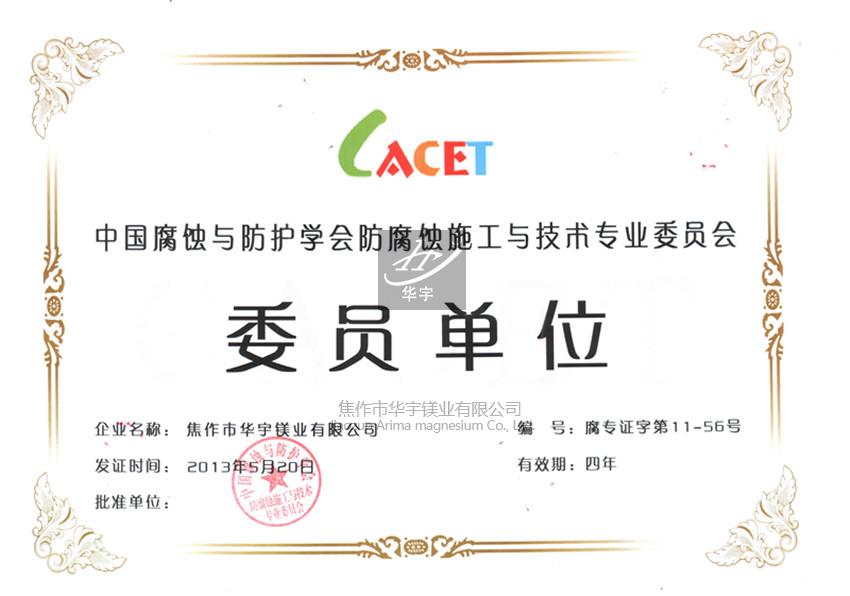 CACET
中国腐蚀与防护学会防腐蚀施工与技术专业委员会
华宇
委员单位
焦作市华宇镁业有限公司
Arima magnesium Co.,
企业名称：焦作市华宇镁业有限公司
编 号：腐专证字第11-56号
发证时间：2013年5月20日
有效期：四年
批准单位：
中国腐蚀与防护学会
防腐蚀施工与技术
专业委员会